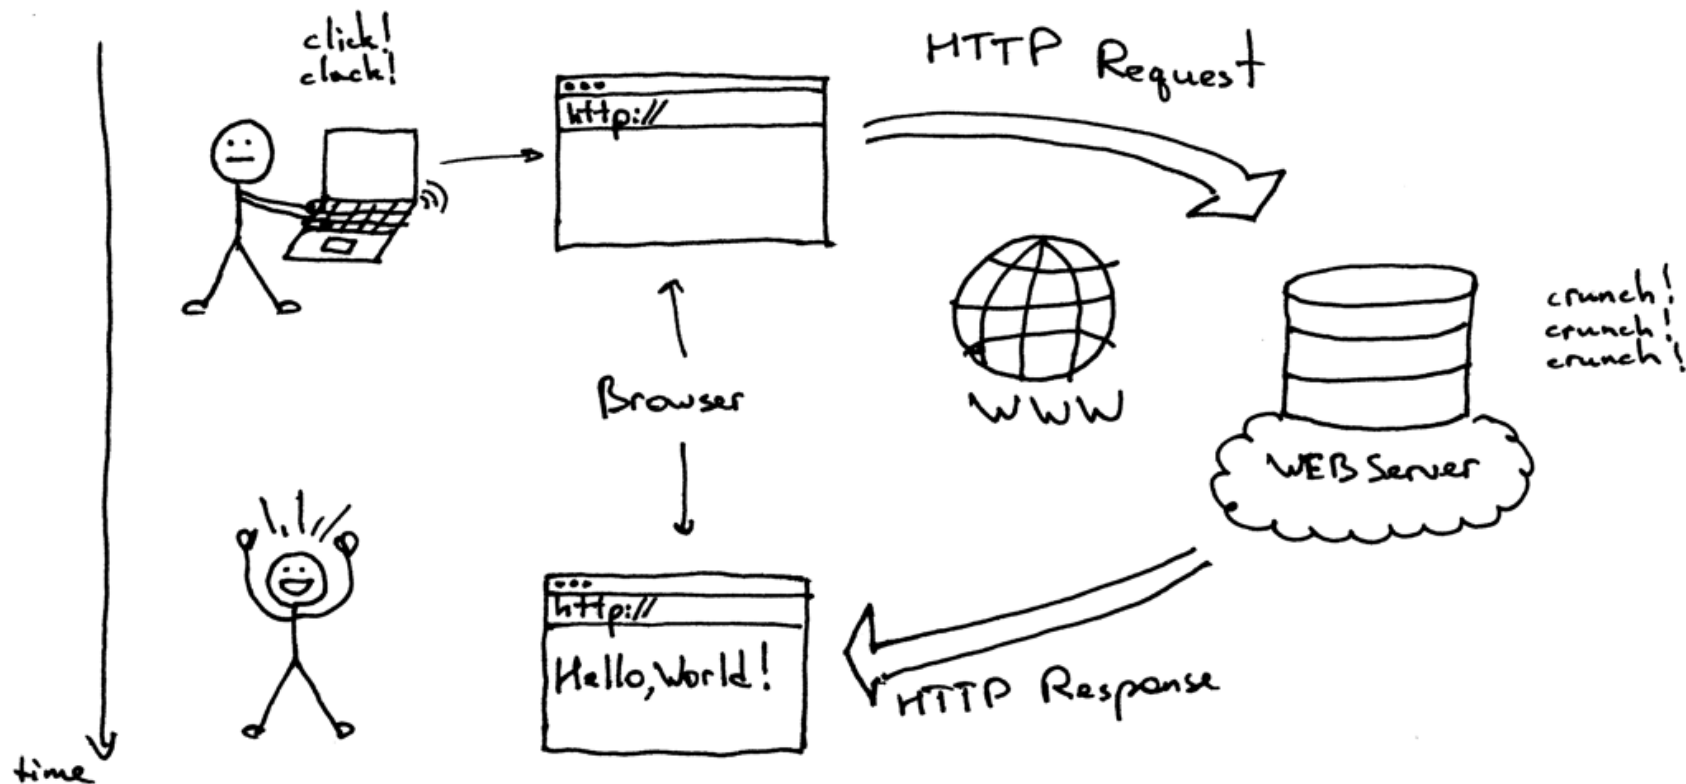 click!
clack!
HTTP Request
http://
crunch!
crunch!
crunch!
Browser
WWW
WEB Server
http://
Hello, World!
HTTP Response
time